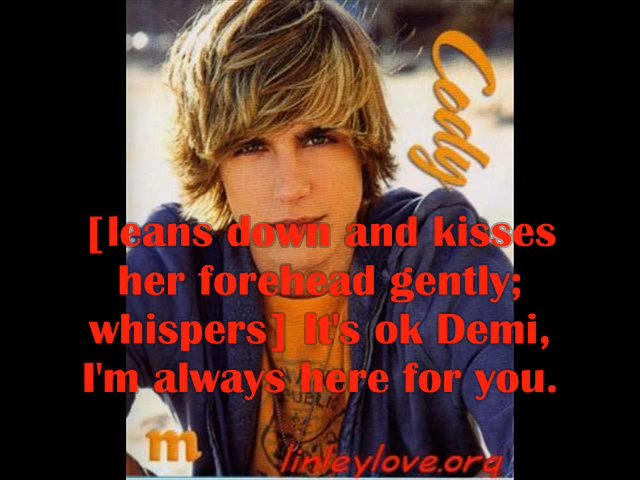 Cody
[leans down and kisses
her forehead gently;
whispers] It's ok Demi,
I'm always here for you.
m
linleylove.org